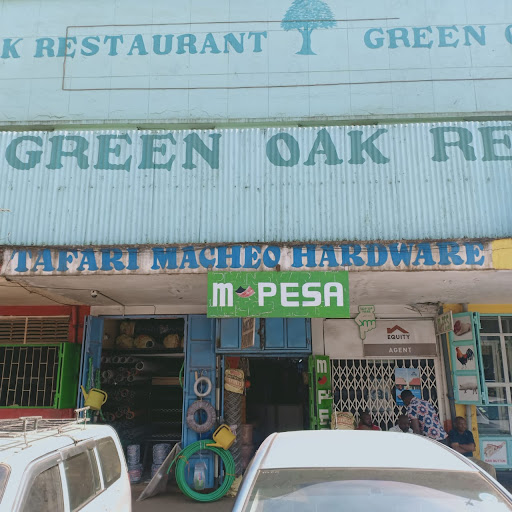 K RESTAURANT GREEN O
GREEN OAK RE
TAFARI MACHEO HARDWARE
M PESA
EQUITY
AGENT